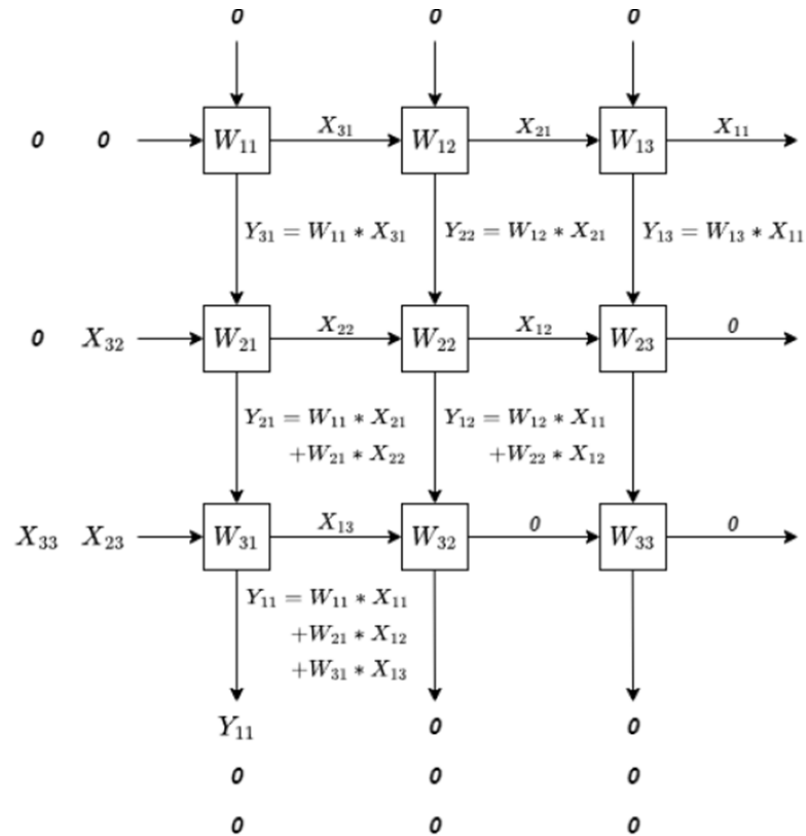 0 0 0
0 0 W₁₁ X₃₁ W₁₂ X₂₁ W₁₃ X₁₁
Y₃₁ = W₁₁ * X₃₁ Y₂₂ = W₁₂ * X₂₁ Y₁₃ = W₁₃ * X₁₁
0 X₃₂ W₂₁ X₂₂ W₂₂ X₁₂ W₂₃ 0
Y₂₁ = W₁₁ * X₂₁ Y₁₂ = W₁₂ * X₁₁
+W₂₁ * X₂₂ +W₂₂ * X₁₂
X₃₃ X₂₃ W₃₁ X₁₃ W₃₂ 0 W₃₃ 0
Y₁₁ = W₁₁ * X₁₁
+W₂₁ * X₁₂
+W₃₁ * X₁₃
Y₁₁ 0 0
0 0 0
0 0 0